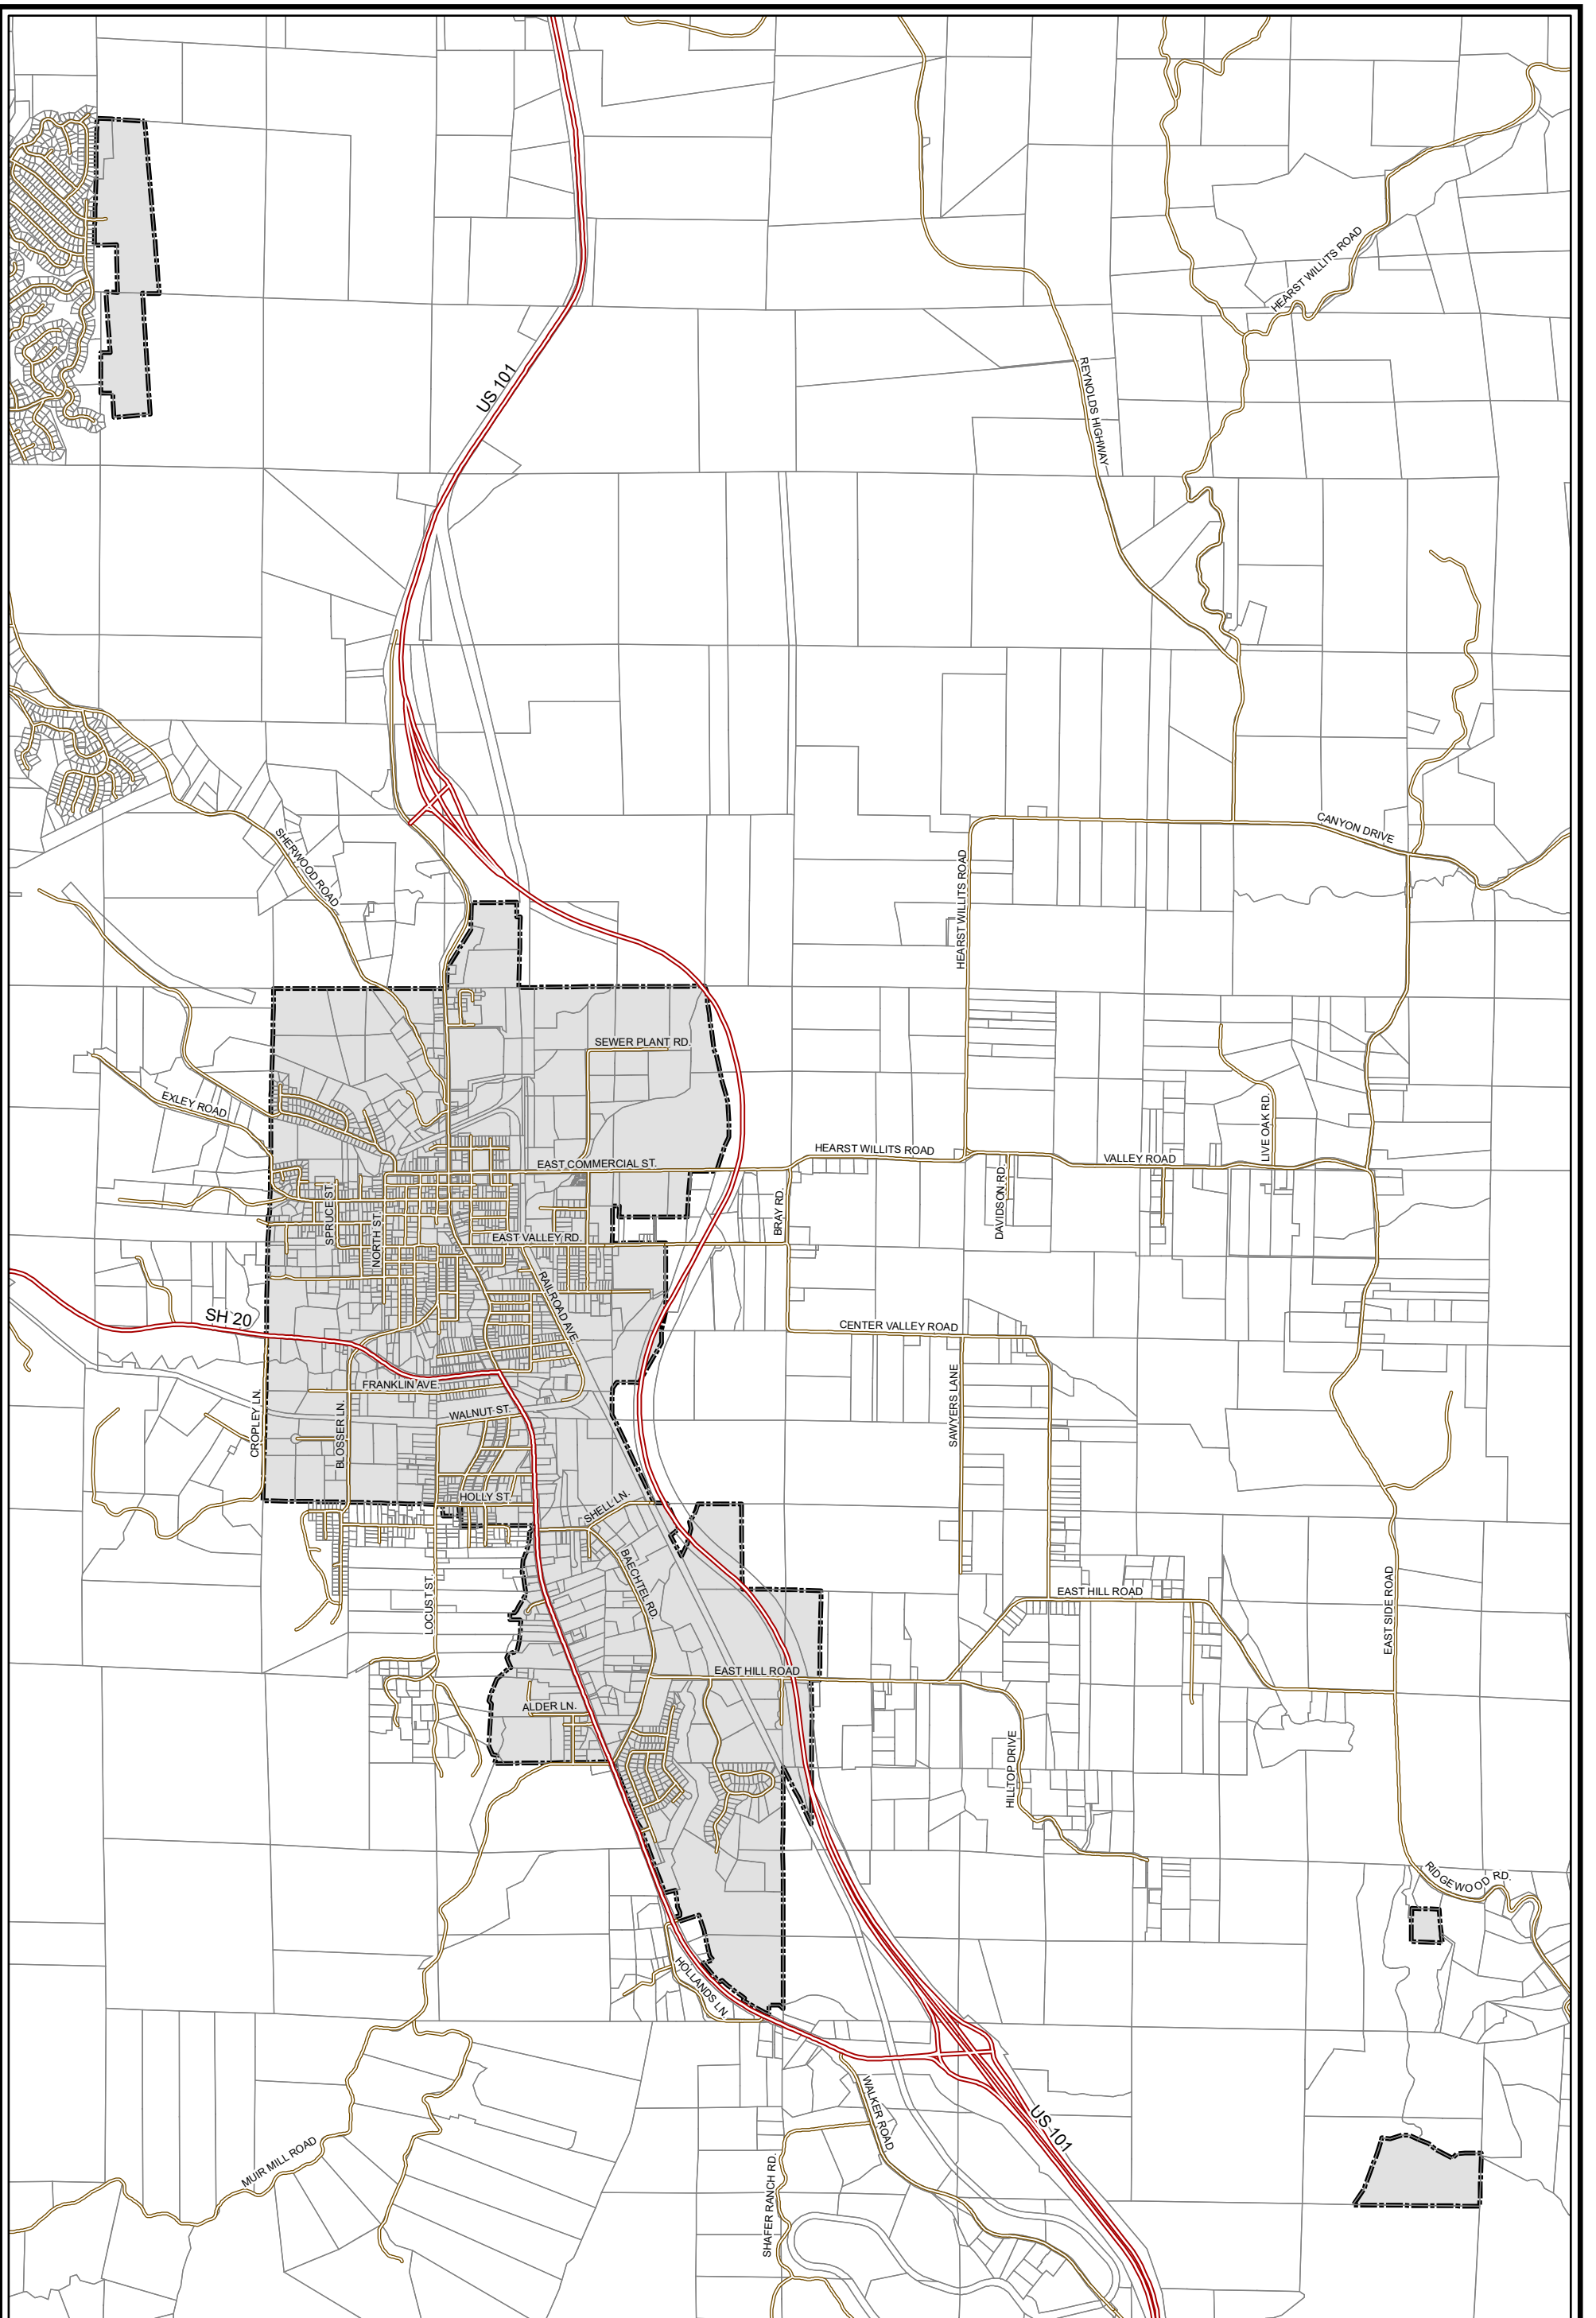 HEARST WILLITS ROAD
US 101
REYNOLDS HIGHWAY
CANYON DRIVE
SHERWOOD ROAD
HEARST WILLITS ROAD
SEWER PLANT RD.
EXLEY ROAD
LIVE OAK RD.
HEARST WILLITS ROAD
VALLEY ROAD
EAST COMMERCIAL ST.
DAVIDSON RD.
BRAY RD.
SPRUCE ST.
NORTH ST.
EAST VALLEY RD.
RAILROAD AVE.
SH 20
CENTER VALLEY ROAD
FRANKLIN AVE.
SAWYERS LANE
WALNUT ST.
CROPLEY LN.
BLOSSER LN.
HOLLY ST.
SHELL LN.
BAECHTEL RD.
EAST HILL ROAD
LOCUST ST.
EAST SIDE ROAD
EAST HILL ROAD
ALDER LN.
HILLTOP DRIVE
RIDGEWOOD RD.
HOLLANDS LN.
WALKER ROAD
US 101
MUIR MILL ROAD
SHAFER RANCH RD.